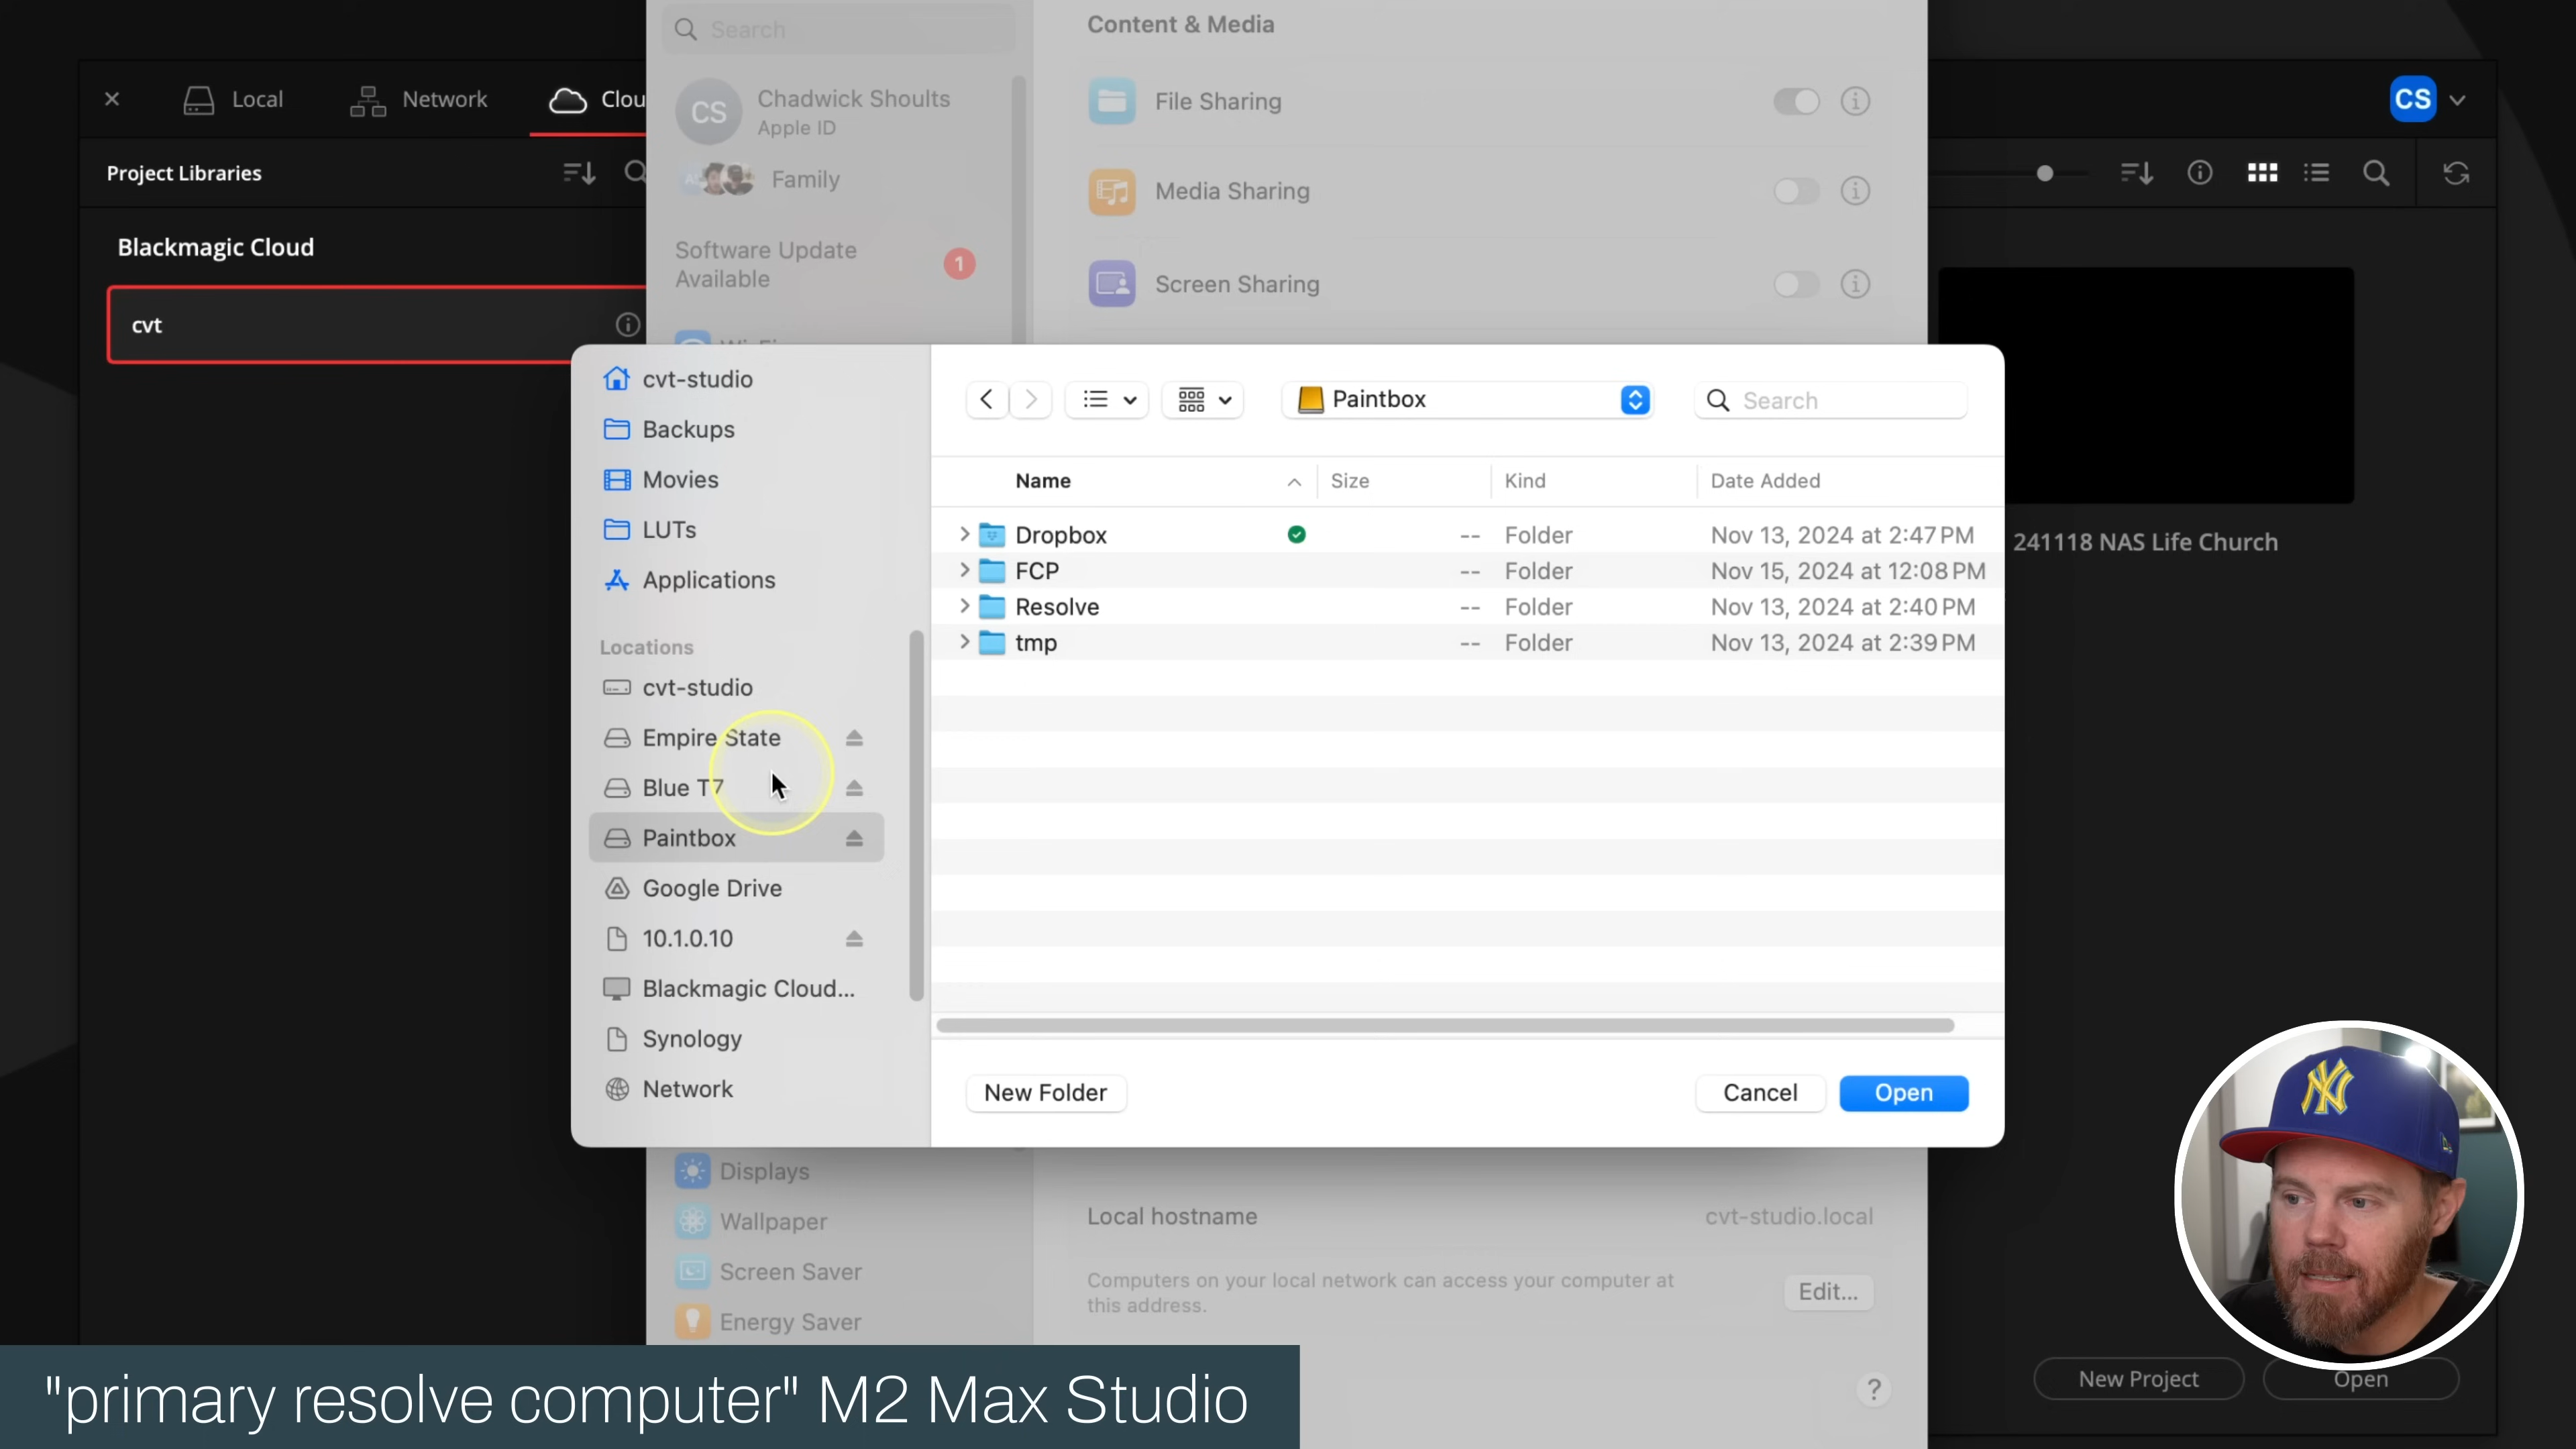 Local
Network
Clou
Project Libraries
Blackmagic Cloud
cvt
Search
CS
Chadwick Shoults
Apple ID
Family
Software Update
Available
1
Content & Media
File Sharing
Media Sharing
Screen Sharing
CS
241118 NAS Life Church
cvt-studio
Backups
Movies
LUTs
Applications
Locations
cvt-studio
Empire State
Blue T7
Paintbox
Google Drive
10.1.0.10
Blackmagic Cloud...
Synology
Network
Paintbox
Search
Name Size Kind Date Added
Dropbox -- Folder Nov 13, 2024 at 2:47 PM
FCP -- Folder Nov 15, 2024 at 12:08 PM
Resolve -- Folder Nov 13, 2024 at 2:40 PM
tmp -- Folder Nov 13, 2024 at 2:39 PM
New Folder
Cancel
Open
Displays
Wallpaper
Screen Saver
Energy Saver
Local hostname
cvt-studio.local
Computers on your local network can access your computer at
this address.
Edit...
?
NY
New Project
Open
"primary resolve computer" M2 Max Studio